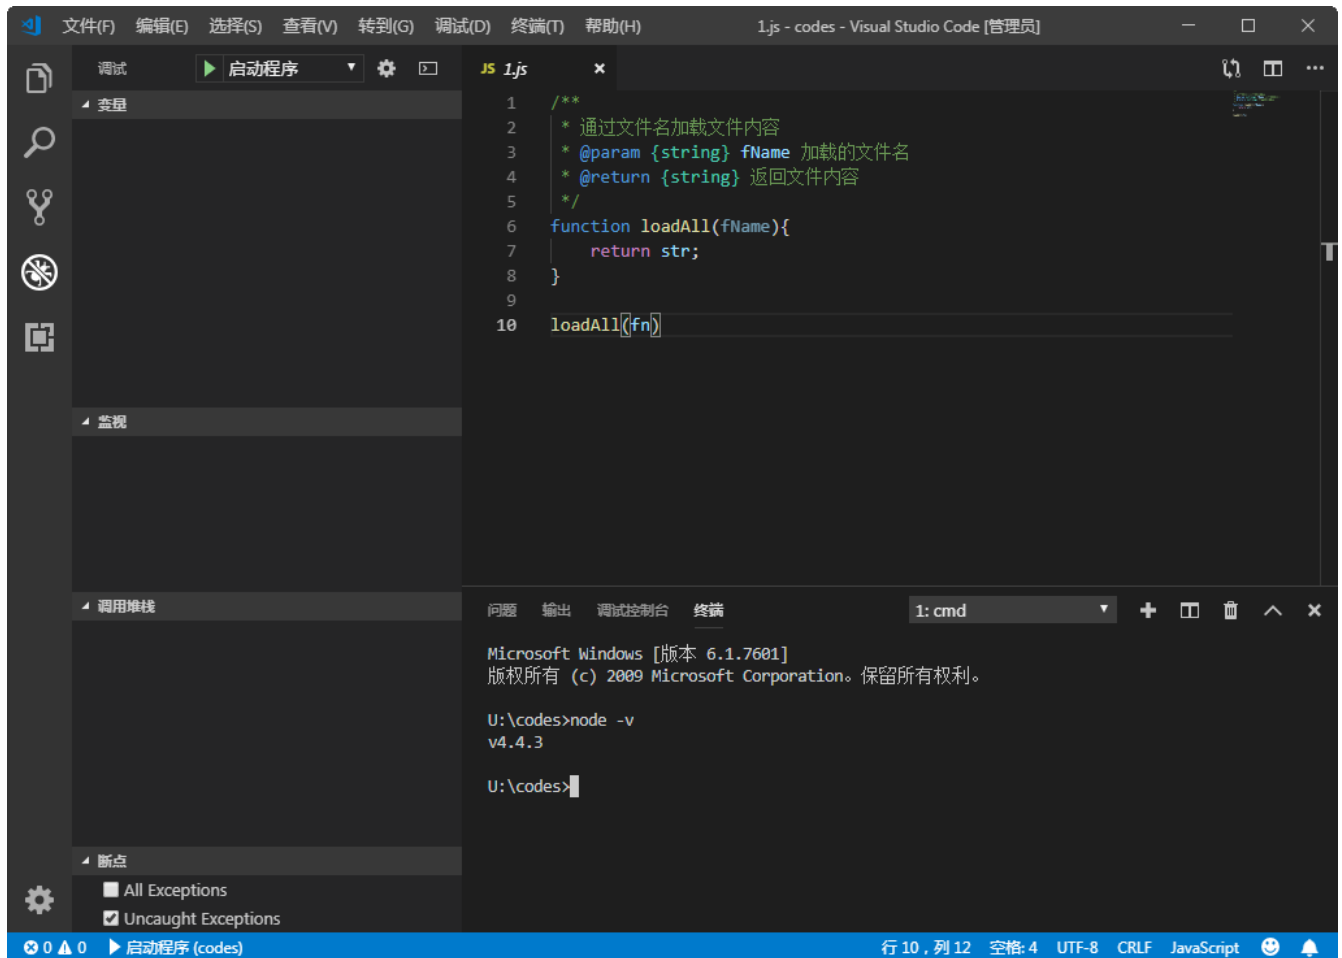 文件(F) 编辑(E) 选择(S) 查看(V) 转到(G) 调试(D) 终端(T) 帮助(H) 1.js - codes - Visual Studio Code [管理员]
调试 启动程序
JS 1.js
变量
监视
调用堆栈
断点
All Exceptions
Uncaught Exceptions
1 /**
2 * 通过文件名加载文件内容
3 * @param {string} fName 加载的文件名
4 * @return {string} 返回文件内容
5 */
6 function loadAll(fName){
7 return str;
8 }
9
10 loadAll(fn)
T
问题 输出 调试控制台 终端 1: cmd
Microsoft Windows [版本 6.1.7601]
版权所有 (c) 2009 Microsoft Corporation。保留所有权利。
U:\codes>node -v
v4.4.3
U:\codes>
0 0 启动程序 (codes) 行 10，列 12 空格: 4 UTF-8 CRLF JavaScript